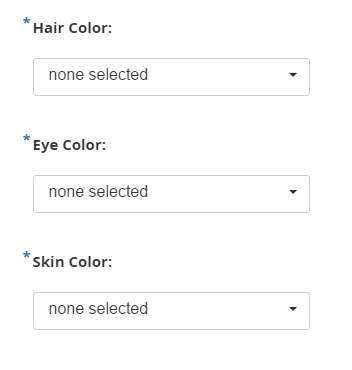 *Hair Color:
none selected
*Eye Color:
none selected
*Skin Color:
none selected